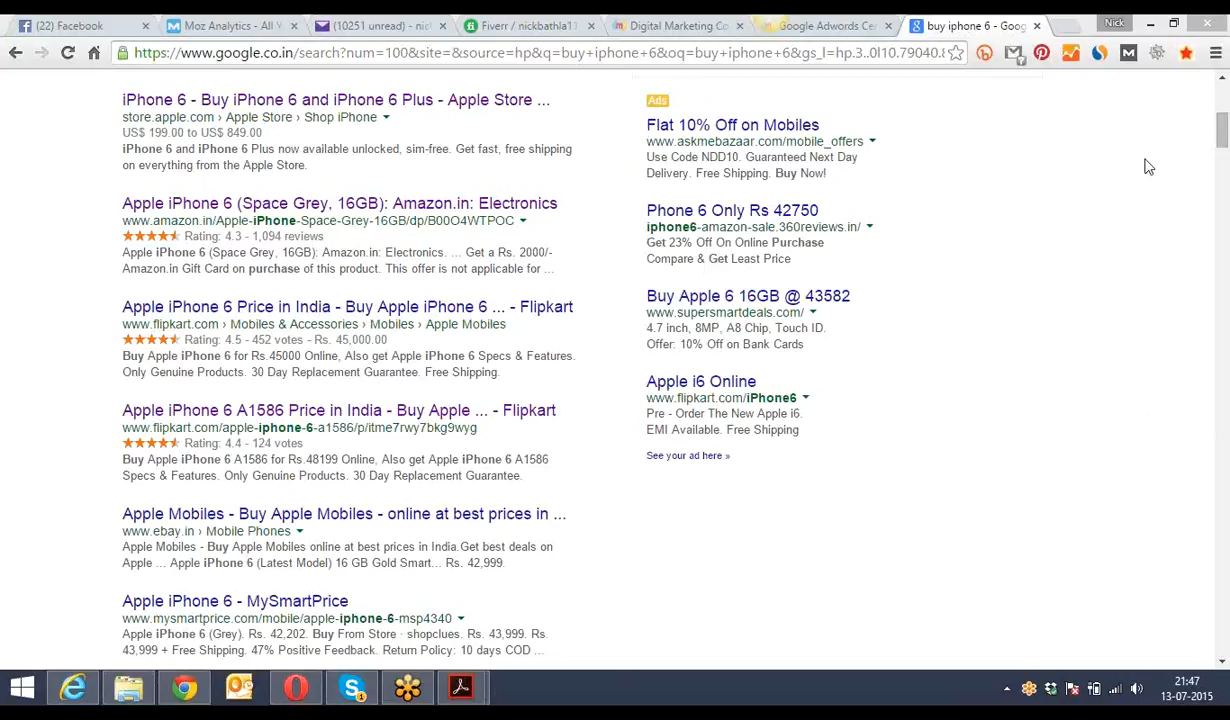 (22) Facebook
Moz Analytics - All Y
(10251 unread) - nick
Fiverr / nickbathla11
Digital Marketing Co
Google Adwords Cer
buy iphone 6 - Goog
Nick
https://www.google.co.in/search?num=100&site=&source=hp&q=buy+iphone+6&oq=buy+iphone+6&gs_l=hp.3..0l10.79040.8
iPhone 6 - Buy iPhone 6 and iPhone 6 Plus - Apple Store ...
store.apple.com › Apple Store › Shop iPhone
US$ 199.00 to US$ 849.00
iPhone 6 and iPhone 6 Plus now available unlocked, sim-free. Get fast, free shipping
on everything from the Apple Store.
Apple iPhone 6 (Space Grey, 16GB): Amazon.in: Electronics
www.amazon.in/Apple-iPhone-Space-Grey-16GB/dp/B00O4WTPOC
Rating: 4.3 - 1,094 reviews
Apple iPhone 6 (Space Grey, 16GB): Amazon.in: Electronics. ... Get a Rs. 2000/-
Amazon.in Gift Card on purchase of this product. This offer is not applicable for ...
Apple iPhone 6 Price in India - Buy Apple iPhone 6 ... - Flipkart
www.flipkart.com › Mobiles & Accessories › Mobiles › Apple Mobiles
Rating: 4.5 - 452 votes - Rs. 45,000.00
Buy Apple iPhone 6 for Rs.45000 Online, Also get Apple iPhone 6 Specs & Features.
Only Genuine Products. 30 Day Replacement Guarantee. Free Shipping.
Apple iPhone 6 A1586 Price in India - Buy Apple ... - Flipkart
www.flipkart.com/apple-iphone-6-a1586/p/itme7rwy7bkg9wyg
Rating: 4.4 - 124 votes
Buy Apple iPhone 6 A1586 for Rs.48199 Online, Also get Apple iPhone 6 A1586
Specs & Features. Only Genuine Products. 30 Day Replacement Guarantee.
Apple Mobiles - Buy Apple Mobiles - online at best prices in ...
www.ebay.in › Mobile Phones
Apple Mobiles - Buy Apple Mobiles online at best prices in India.Get best deals on
Apple ... Apple iPhone 6 (Latest Model) 16 GB Gold Smart... Rs. 42,999.
Apple iPhone 6 - MySmartPrice
www.mysmartprice.com/mobile/apple-iphone-6-msp4340
Apple iPhone 6 (Grey). Rs. 42,202. Buy From Store · shopclues. Rs. 43,999. Rs.
43,999 + Free Shipping. 47% Positive Feedback. Return Policy: 10 days COD ...
Ads
Flat 10% Off on Mobiles
www.askmebazaar.com/mobile_offers
Use Code NDD10. Guaranteed Next Day
Delivery. Free Shipping. Buy Now!
Phone 6 Only Rs 42750
iphone6-amazon-sale.360reviews.in/
Get 23% Off On Online Purchase
Compare & Get Least Price
Buy Apple 6 16GB @ 43582
www.supersmartdeals.com/
4.7 inch, 8MP, A8 Chip, Touch ID.
Offer: 10% Off on Bank Cards
Apple i6 Online
www.flipkart.com/iPhone6
Pre - Order The New Apple i6.
EMI Available. Free Shipping
See your ad here »
21:47
13-07-2015